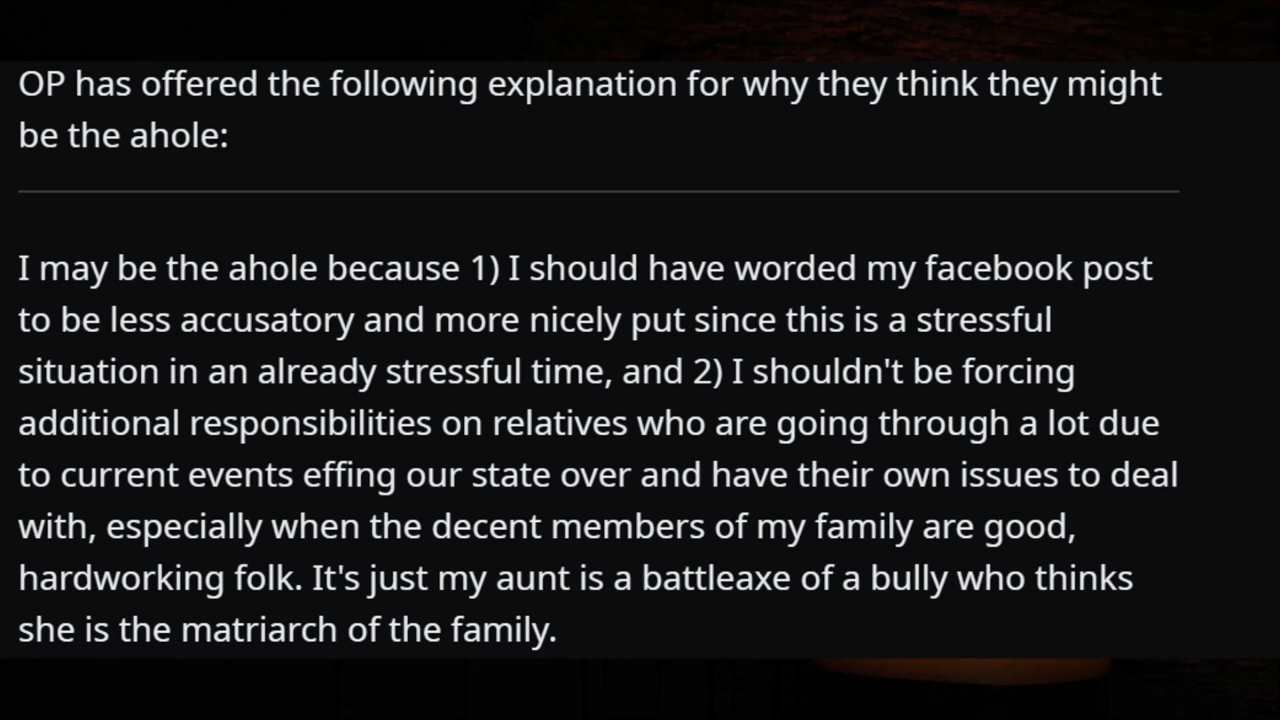 OP has offered the following explanation for why they think they might
be the ahole:
I may be the ahole because 1) I should have worded my facebook post
to be less accusatory and more nicely put since this is a stressful
situation in an already stressful time, and 2) I shouldn't be forcing
additional responsibilities on relatives who are going through a lot due
to current events effing our state over and have their own issues to deal
with, especially when the decent members of my family are good,
hardworking folk. It's just my aunt is a battleaxe of a bully who thinks
she is the matriarch of the family.